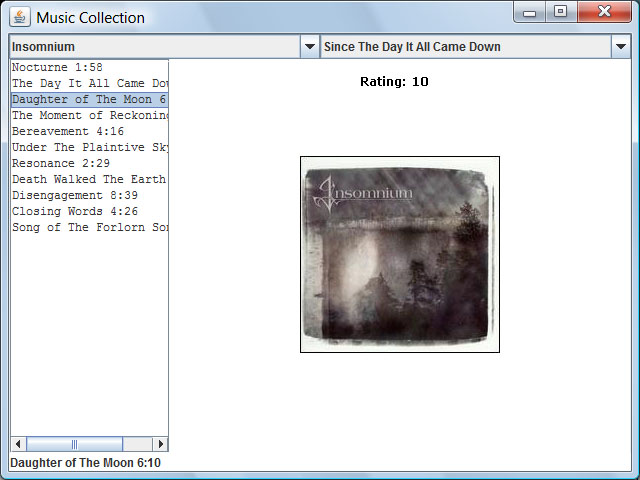 Music Collection
Insomnium
Since The Day It All Came Down
Nocturne 1:58
The Day It All Came Dow
Daughter of The Moon 6
The Moment of Reckoning
Bereavement 4:16
Under The Plaintive Sky
Resonance 2:29
Death Walked The Earth
Disengagement 8:39
Closing Words 4:26
Song of The Forlorn Son
Rating: 10
Insomnium
Daughter of The Moon 6:10